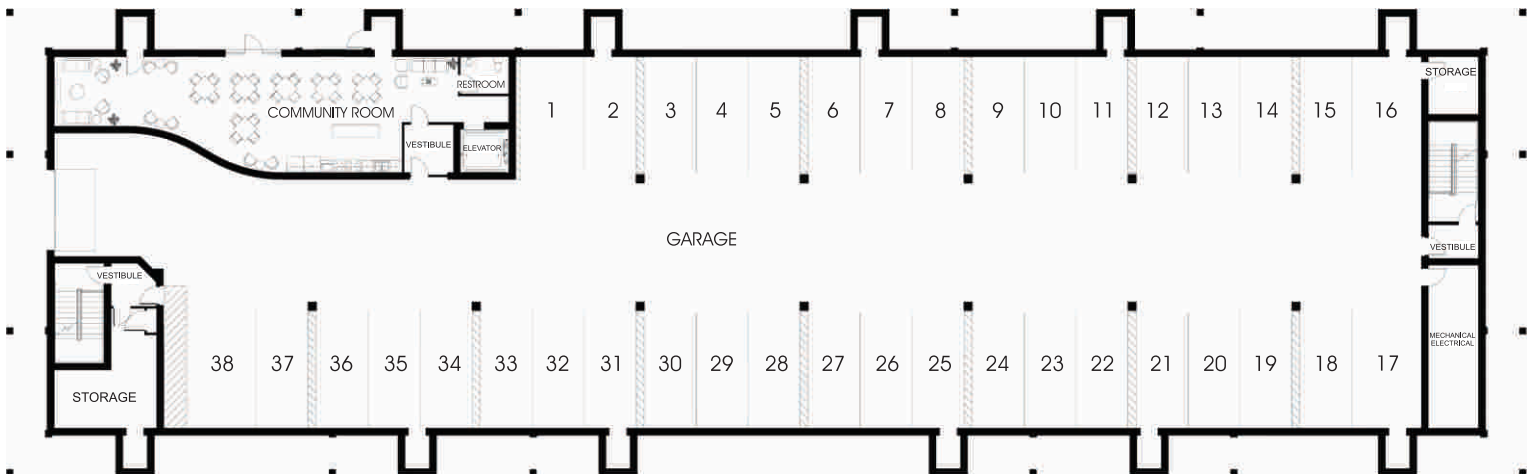 STORAGE
RESTROOM
1 2 3 4 5 6 7 8 9 10 11 12 13 14 15 16
COMMUNITY ROOM
VESTIBULE
ELEVATOR
GARAGE
VESTIBULE
VESTIBULE
MECHANICAL
ELECTRICAL
38 37 36 35 34 33 32 31 30 29 28 27 26 25 24 23 22 21 20 19 18 17
STORAGE